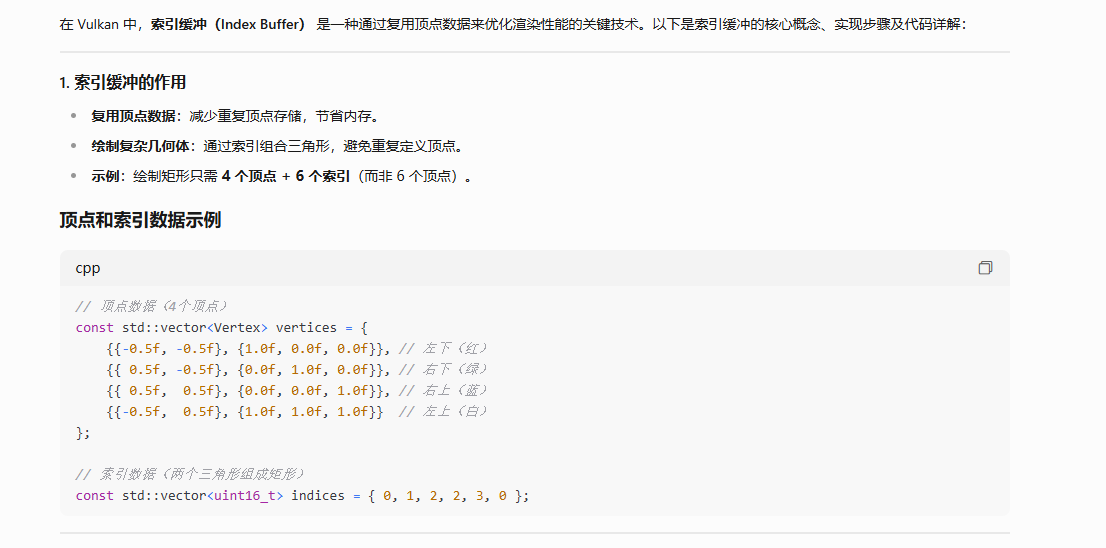 在 Vulkan 中，索引缓冲（Index Buffer） 是一种通过复用顶点数据来优化渲染性能的关键技术。以下是索引缓冲的核心概念、实现步骤及代码详解：
1. 索引缓冲的作用
复用顶点数据：减少重复顶点存储，节省内存。
绘制复杂几何体：通过索引组合三角形，避免重复定义顶点。
示例：绘制矩形只需 4 个顶点 + 6 个索引（而非 6 个顶点）。
顶点和索引数据示例
cpp
// 顶点数据（4个顶点）
const std::vector<Vertex> vertices = {
    {{-0.5f, -0.5f}, {1.0f, 0.0f, 0.0f}}, // 左下（红）
    {{ 0.5f, -0.5f}, {0.0f, 1.0f, 0.0f}}, // 右下（绿）
    {{ 0.5f,  0.5f}, {0.0f, 0.0f, 1.0f}}, // 右上（蓝）
    {{-0.5f,  0.5f}, {1.0f, 1.0f, 1.0f}}  // 左上（白）
};
// 索引数据（两个三角形组成矩形）
const std::vector<uint16_t> indices = { 0, 1, 2, 2, 3, 0 };